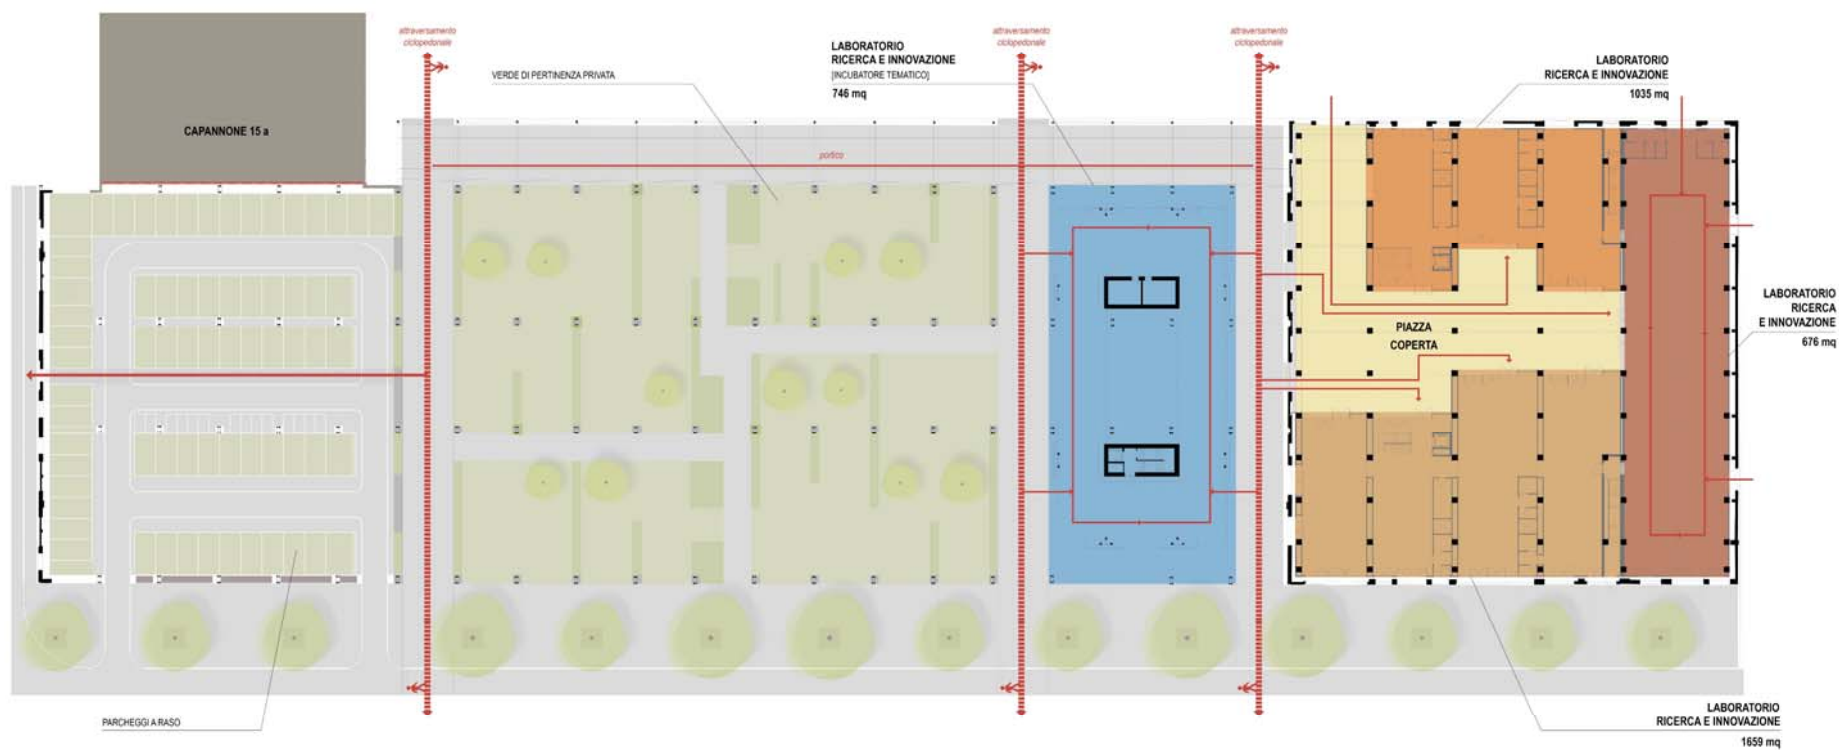 attraversamento
ciclopedonale
LABORATORIO
RICERCA E INNOVAZIONE
[INCUBATORE TEMATICO]
746 mq
VERDE DI PERTINENZA PRIVATA
attraversamento
ciclopedonale
attraversamento
ciclopedonale
LABORATORIO
RICERCA E INNOVAZIONE
1035 mq
CAPANNONE 15 a
portico
LABORATORIO
RICERCA
E INNOVAZIONE
676 mq
PIAZZA
COPERTA
PARCHEGGI A RASO
LABORATORIO
RICERCA E INNOVAZIONE
1659 mq